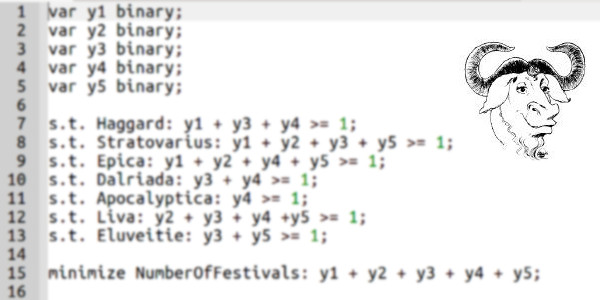 1 var y1 binary;
2 var y2 binary;
3 var y3 binary;
4 var y4 binary;
5 var y5 binary;
6
7 s.t. Haggard: y1 + y3 + y4 >= 1;
8 s.t. Stratovarius: y1 + y2 + y3 + y5 >= 1;
9 s.t. Epica: y1 + y2 + y4 + y5 >= 1;
10 s.t. Dalriada: y3 + y4 >= 1;
11 s.t. Apocalyptica: y4 >= 1;
12 s.t. Liva: y2 + y3 + y4 +y5 >= 1;
13 s.t. Eluveitie: y3 + y5 >= 1;
14
15 minimize NumberOfFestivals: y1 + y2 + y3 + y4 + y5;
16